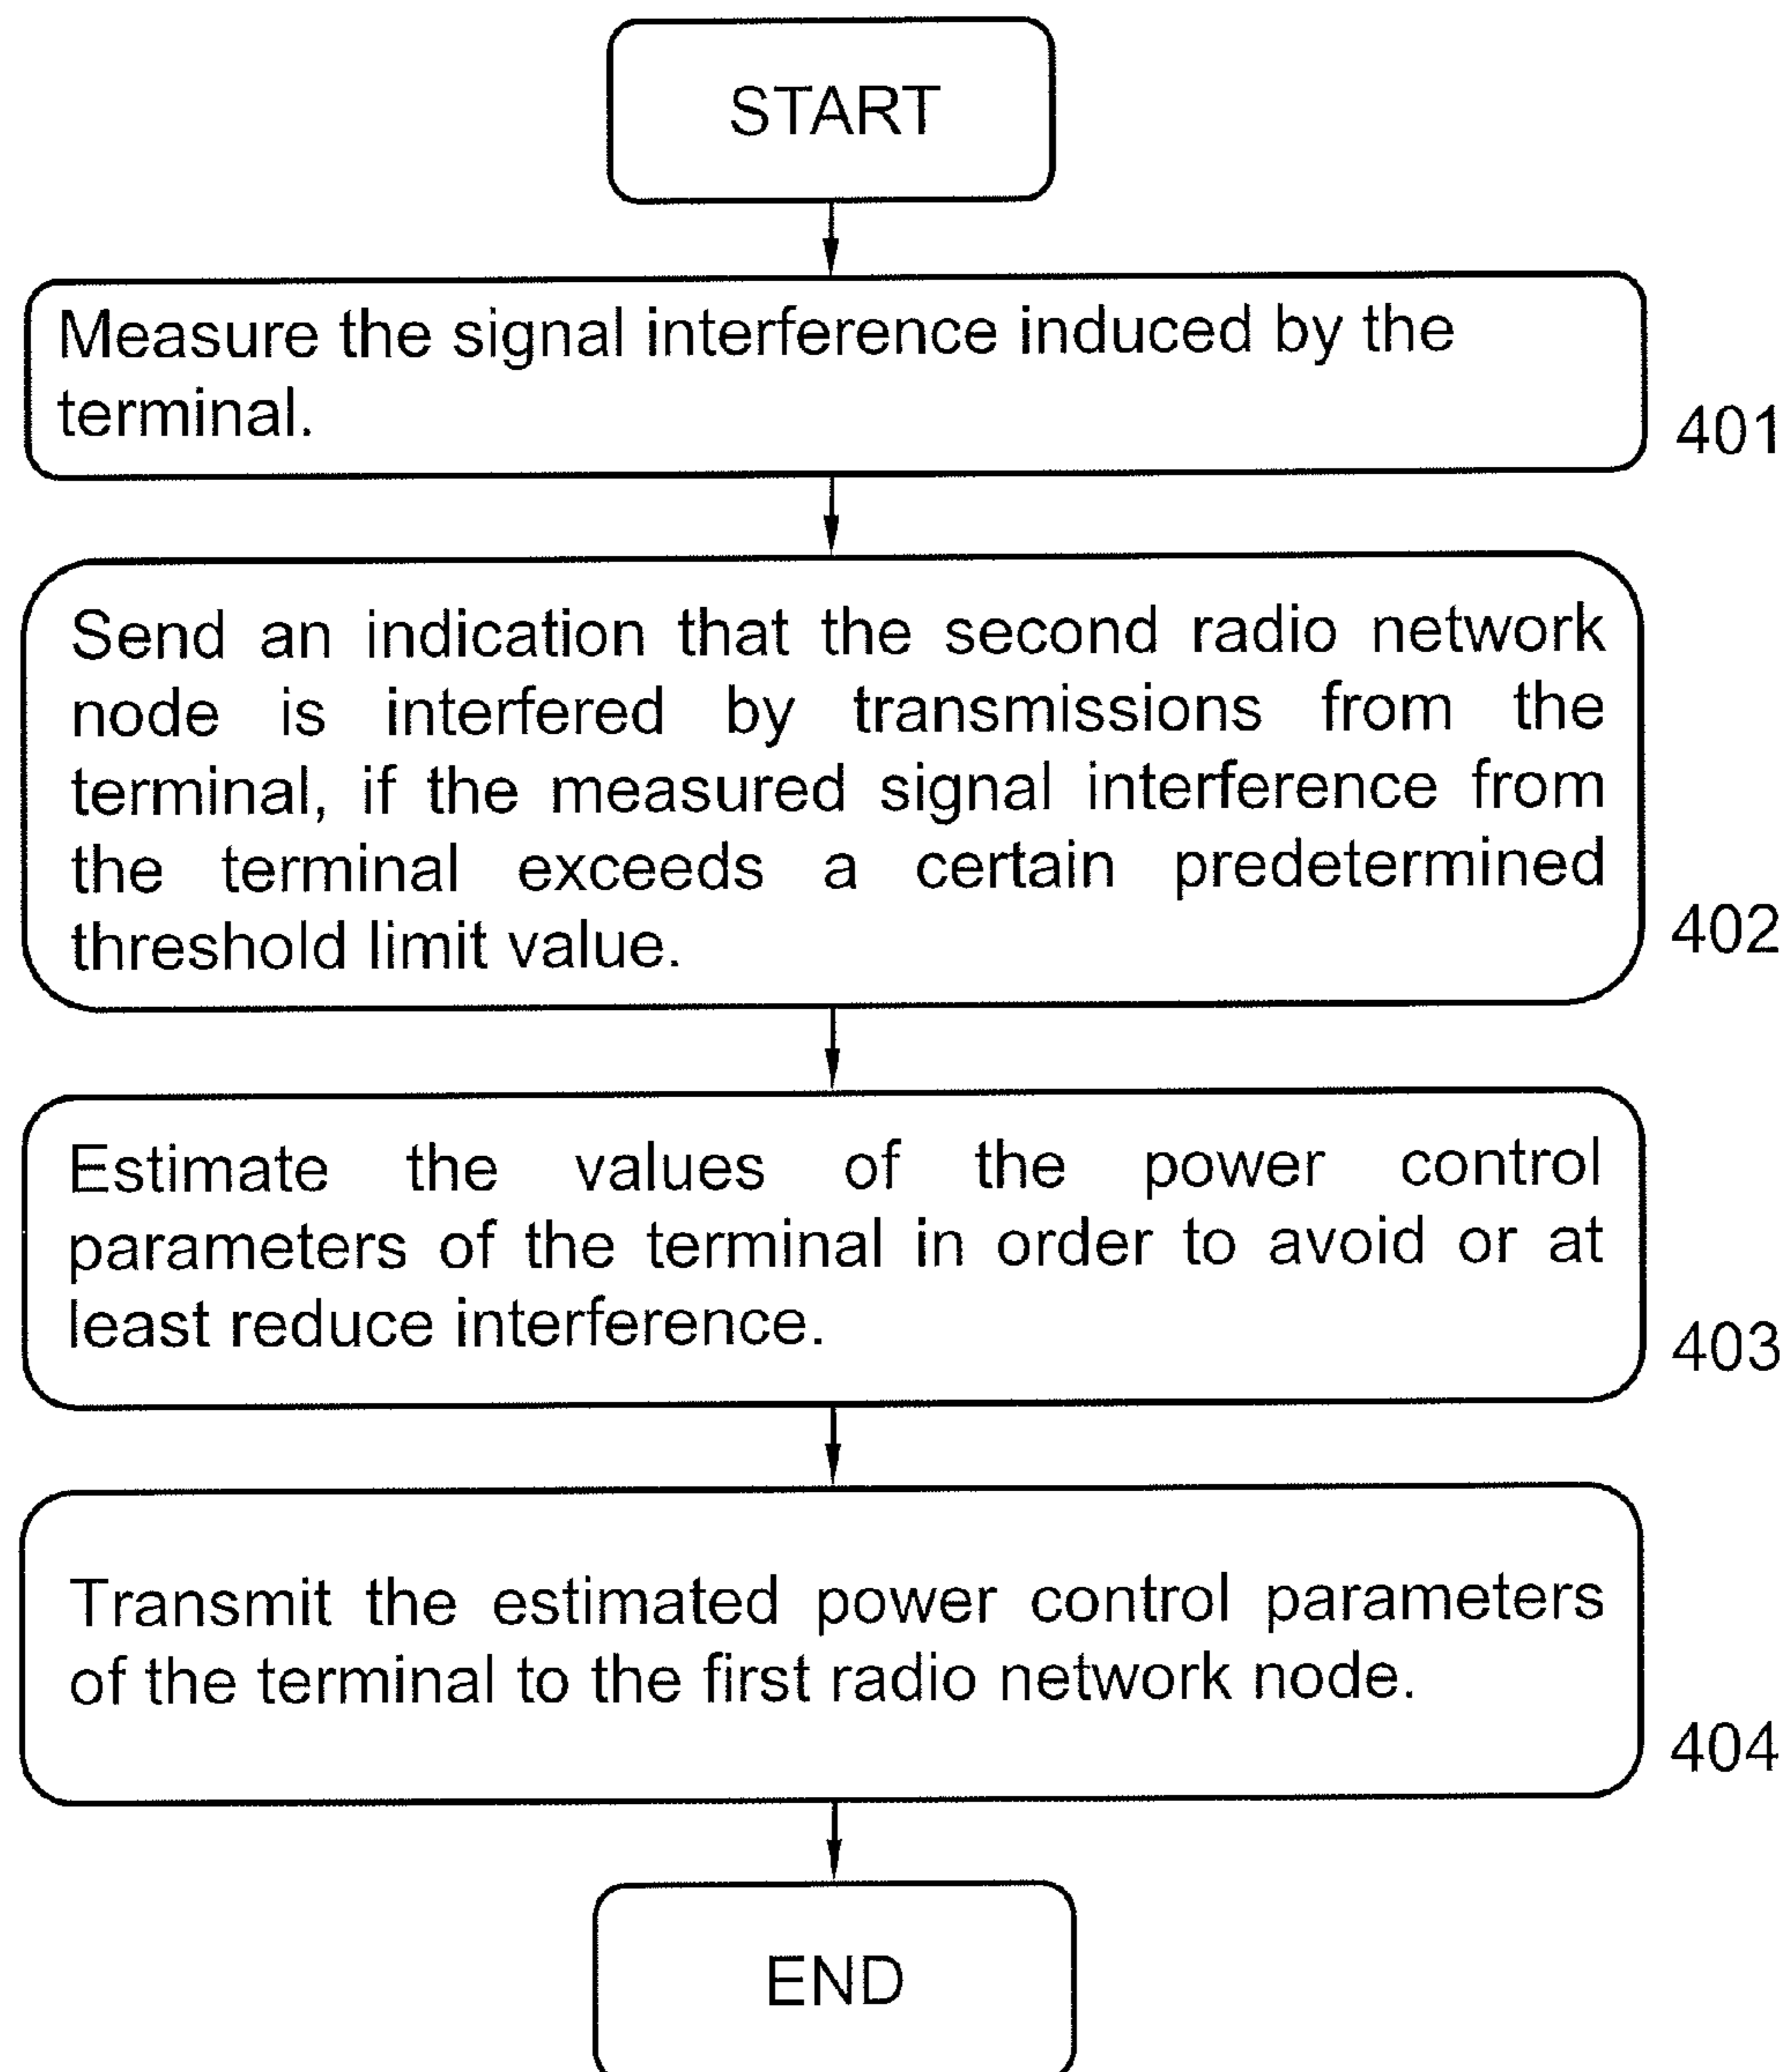 START
Measure the signal interference induced by the
terminal.
401
Send an indication that the second radio network
node is interfered by transmissions from the
terminal, if the measured signal interference from
the terminal exceeds a certain predetermined
threshold limit value.
402
Estimate the values of the power control
parameters of the terminal in order to avoid or at
least reduce interference.
403
Transmit the estimated power control parameters
of the terminal to the first radio network node.
404
END